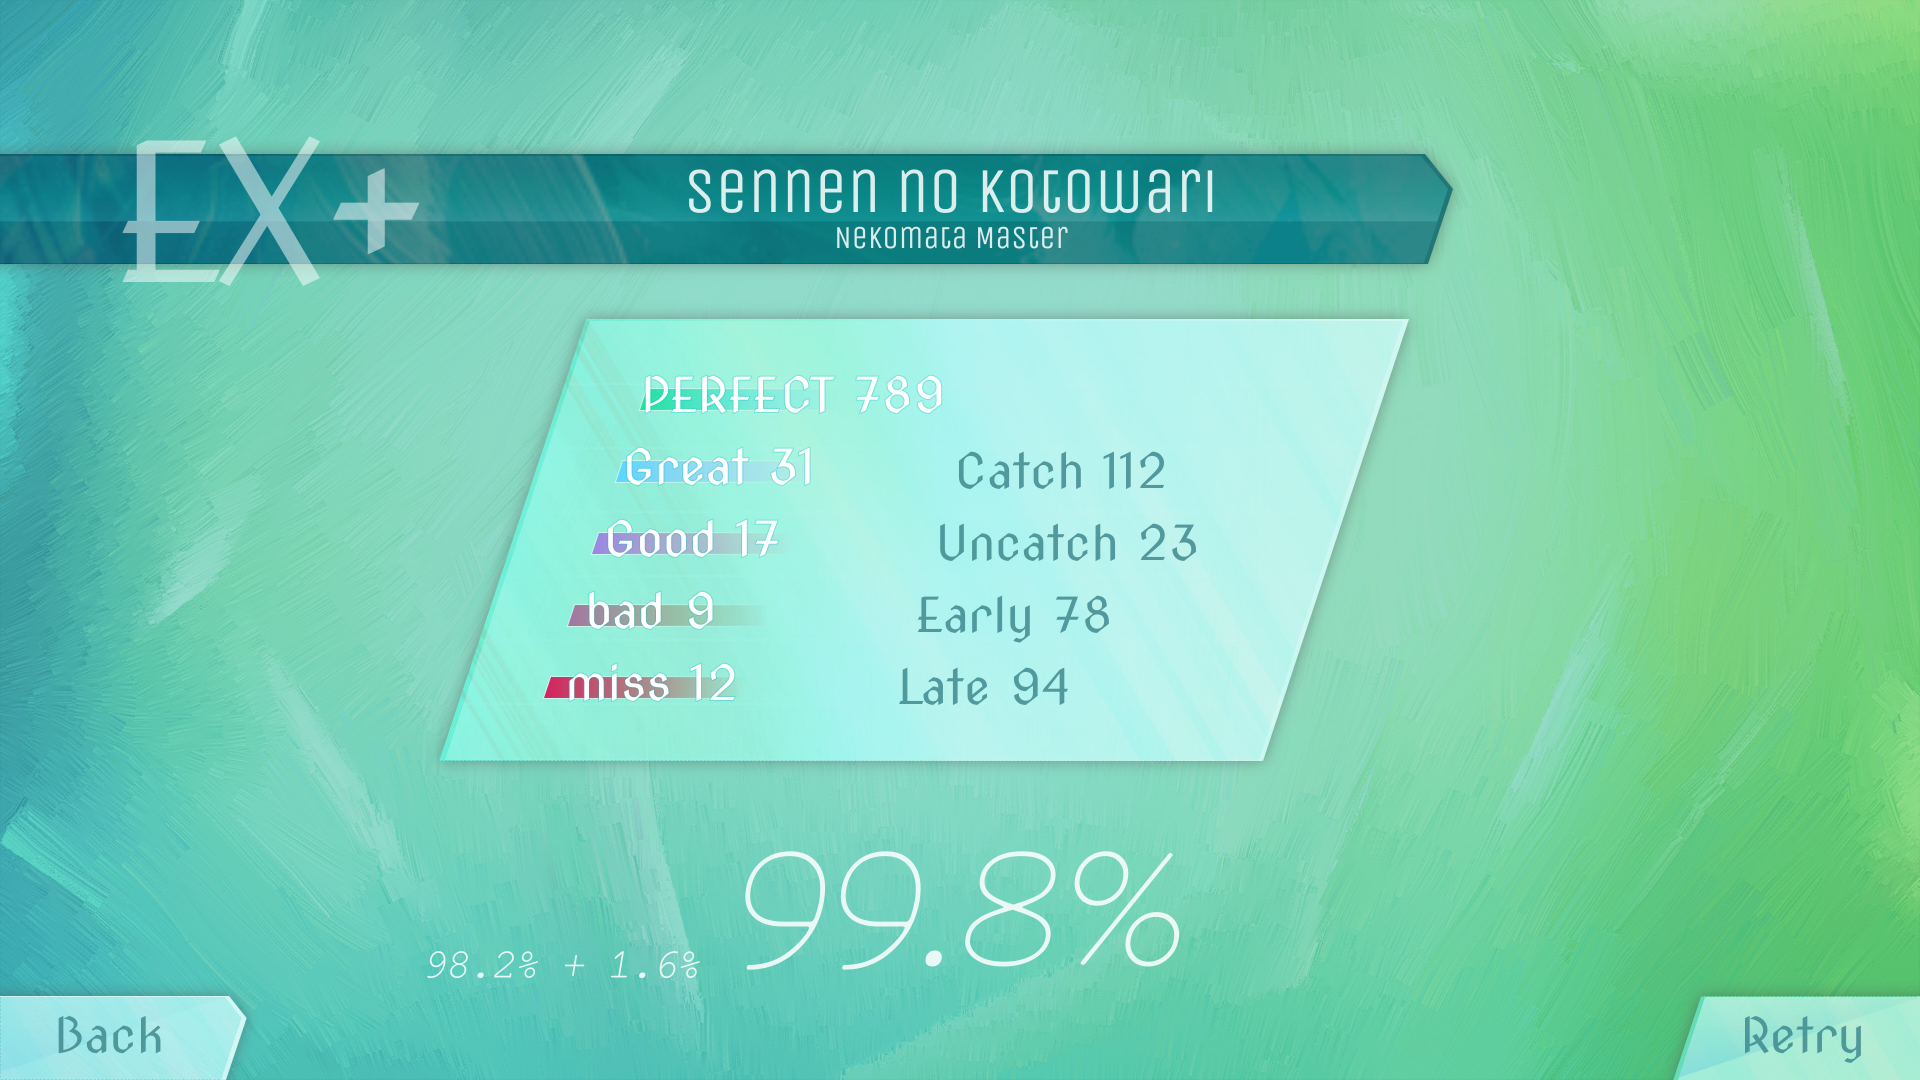 EX+
sennen no kotowari
Nekomata Master
PERFECT 789
Great 31
Catch 112
Good 17
Uncatch 23
bad 9
Early 78
miss 12
Late 94
99.8%
98.2% + 1.6%
Back
Retry